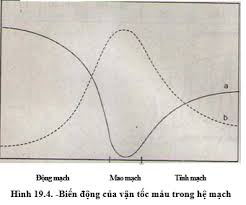 a
b
Động mạch Mao mạch Tĩnh mạch
Hình 19.4. -Biến động của vận tốc máu trong hệ mạch